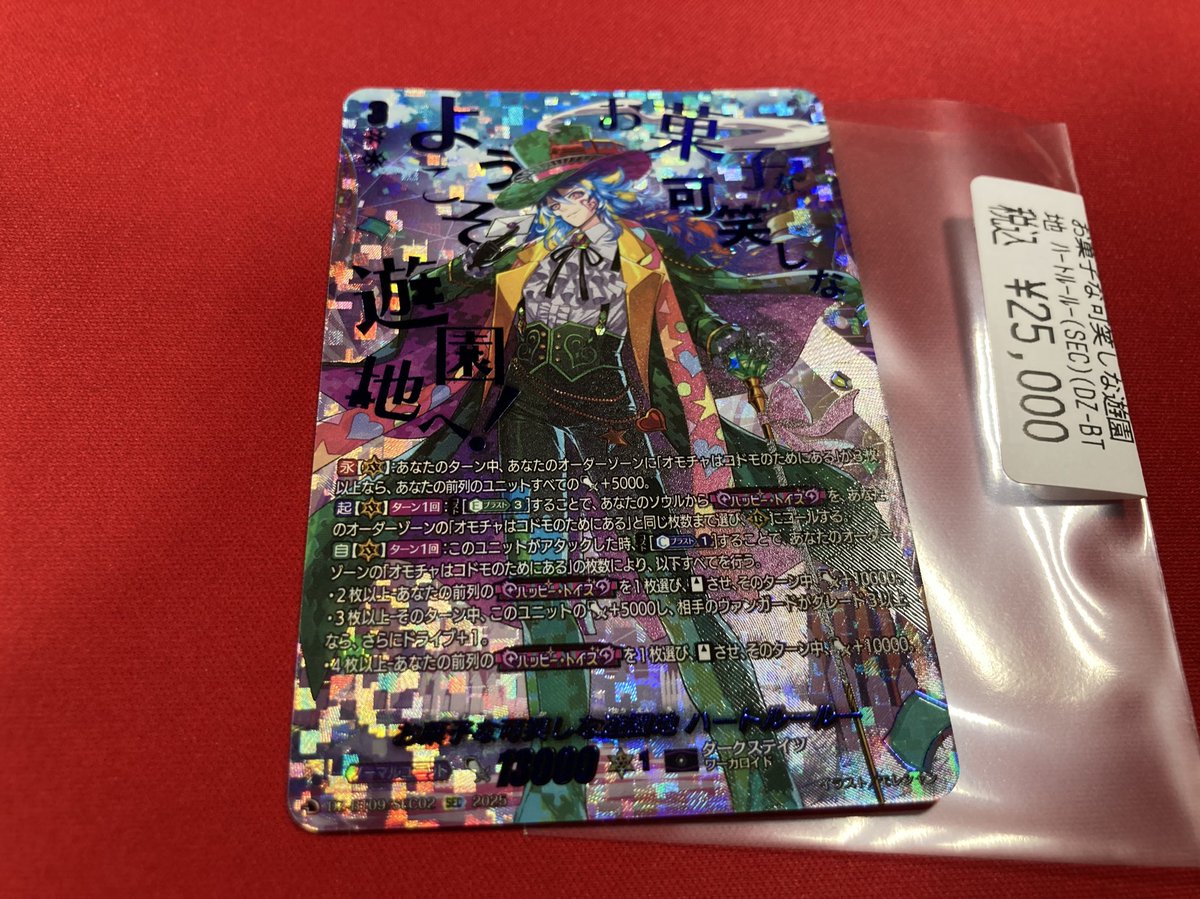 3
お菓子な
可笑しな
ようこそ
遊園地へ!
永【】:あなたのターン中、あなたのオーダーゾーンに「オモチャはコドモのためにある」が3枚
以上なら、あなたの前列のユニットすべての+5000。
起【】ターン1回:[Eブラスト3]することで、あなたのソウルから《ハッピー・トイズ》を、あなた
のオーダーゾーンの「オモチャはコドモのためにある」と同じ枚数まで選び、Rにコールする。
自【】ターン1回:このユニットがアタックした時、[Cブラスト1]することで、あなたのオーダー
ゾーンの「オモチャはコドモのためにある」の枚数により、以下すべてを行う。
・2枚以上-あなたの前列の《ハッピー・トイズ》を1枚選び、させ、そのターン中、+10000。
・3枚以上-そのターン中、このユニットの+5000し、相手のヴァンガードがグレード3以上
なら、さらにドライブ+1。
・4枚以上-あなたの前列の《ハッピー・トイズ》を1枚選び、させ、そのターン中、+10000。
お菓子な可笑しな遊園地 ハートルールー
13000 1 ダークステイツ
ワーカロイド
DZ-BT09/SEC02 SEC 2025
お菓子な可笑しな遊園
地 ハートルールー(SEC)(DZ-BT
税込 ¥25,000